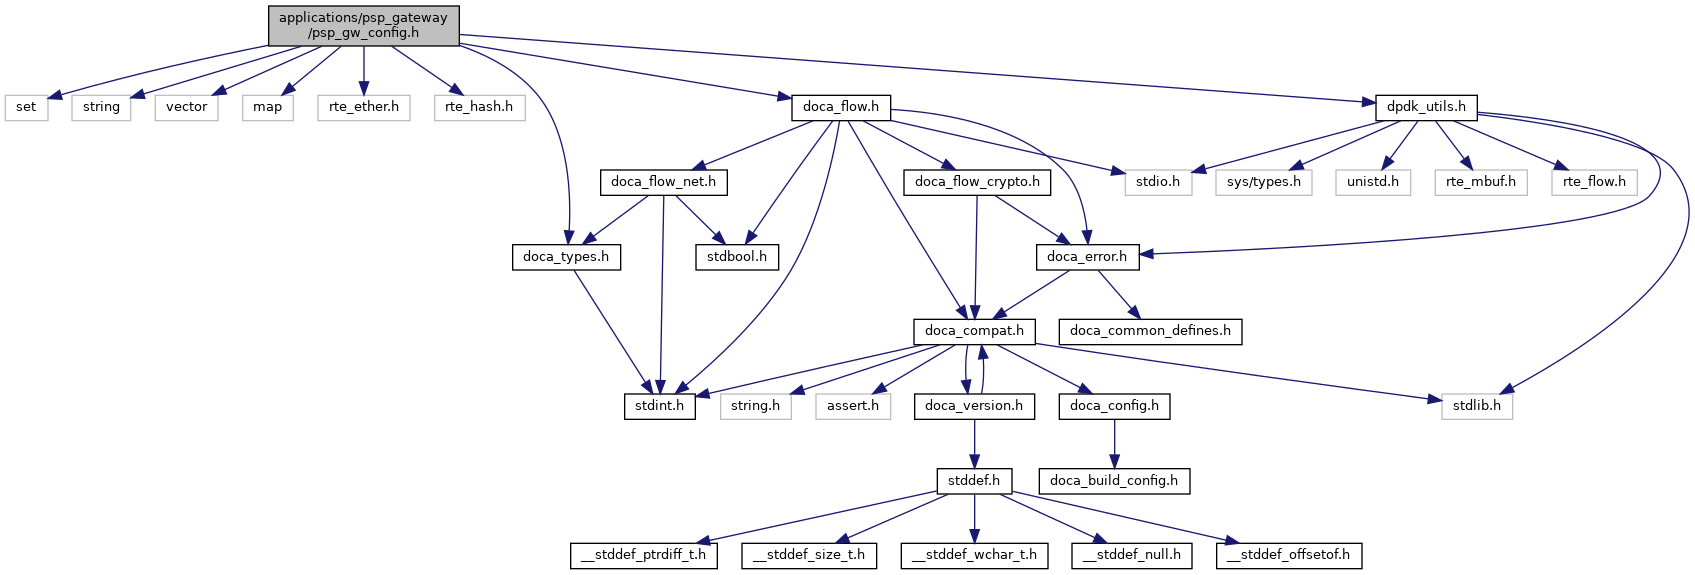 applications/psp_gateway
/psp_gw_config.h
set
string
vector
map
rte_ether.h
rte_hash.h
doca_flow.h
dpdk_utils.h
doca_flow_net.h
doca_flow_crypto.h
stdio.h
sys/types.h
unistd.h
rte_mbuf.h
rte_flow.h
doca_types.h
stdbool.h
doca_error.h
doca_compat.h
doca_common_defines.h
stdint.h
string.h
assert.h
doca_version.h
doca_config.h
stdlib.h
stddef.h
doca_build_config.h
__stddef_ptrdiff_t.h
__stddef_size_t.h
__stddef_wchar_t.h
__stddef_null.h
__stddef_offsetof.h